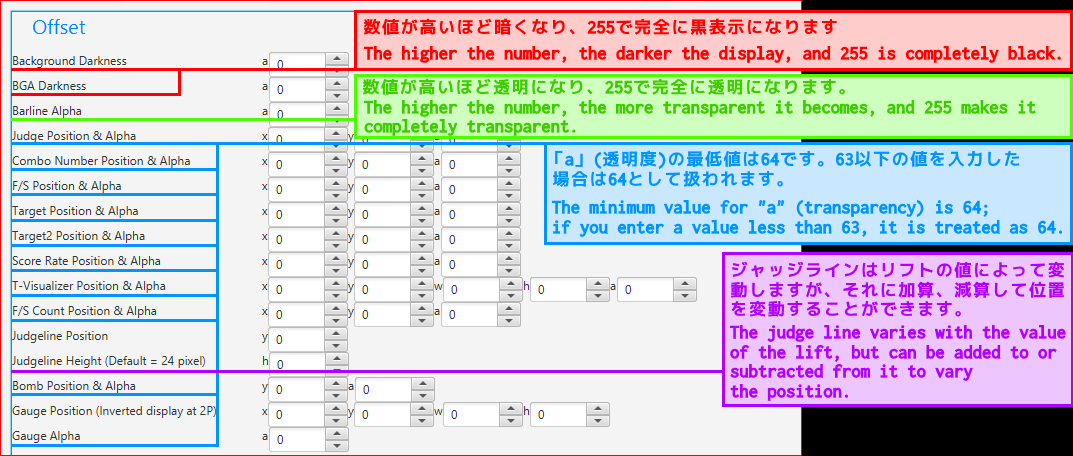 Offset
数値が高いほど暗くなり、255で完全に黒表示になります
The higher the number, the darker the display, and 255 is completely black.
Background Darkness a 0
BGA Darkness a 0
数値が高いほど透明になり、255で完全に透明になります。
The higher the number, the more transparent it becomes, and 255 makes it
completely transparent.
Barline Alpha a 0
Judge Position & Alpha x 0 y 0 a 0
Combo Number Position & Alpha x 0 y 0 a 0
「a」(透明度)の最低値は64です。63以下の値を入力した
場合は64として扱われます。
The minimum value for "a" (transparency) is 64;
if you enter a value less than 63, it is treated as 64.
F/S Position & Alpha x 0 y 0 a 0
Target Position & Alpha x 0 y 0 a 0
Target2 Position & Alpha x 0 y 0 a 0
Score Rate Position & Alpha x 0 y 0 a 0
T-Visualizer Position & Alpha x 0 y 0 w 0 h 0 a 0
ジャッジラインはリフトの値によって変
動しますが、それに加算、減算して位置
を変動することができます。
The judge line varies with the value
of the lift, but can be added to or
subtracted from it to vary
the position.
F/S Count Position & Alpha x 0 y 0 a 0
Judgeline Position y 0
Judgeline Height (Default = 24 pixel) h 0
Bomb Position & Alpha y 0 a 0
Gauge Position (Inverted display at 2P) x 0 y 0 w 0 h 0
Gauge Alpha a 0